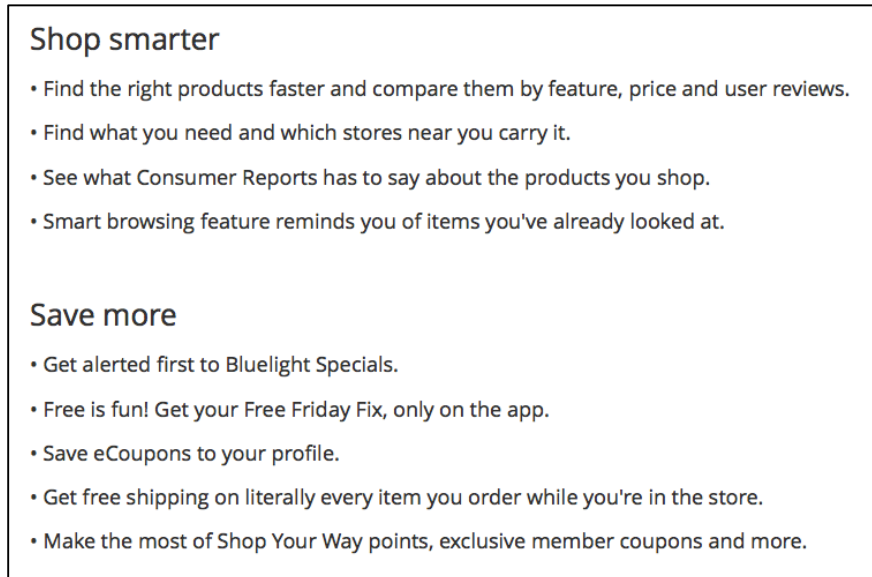 Shop smarter
• Find the right products faster and compare them by feature, price and user reviews.
• Find what you need and which stores near you carry it.
• See what Consumer Reports has to say about the products you shop.
• Smart browsing feature reminds you of items you've already looked at.
Save more
• Get alerted first to Bluelight Specials.
• Free is fun! Get your Free Friday Fix, only on the app.
• Save eCoupons to your profile.
• Get free shipping on literally every item you order while you're in the store.
• Make the most of Shop Your Way points, exclusive member coupons and more.